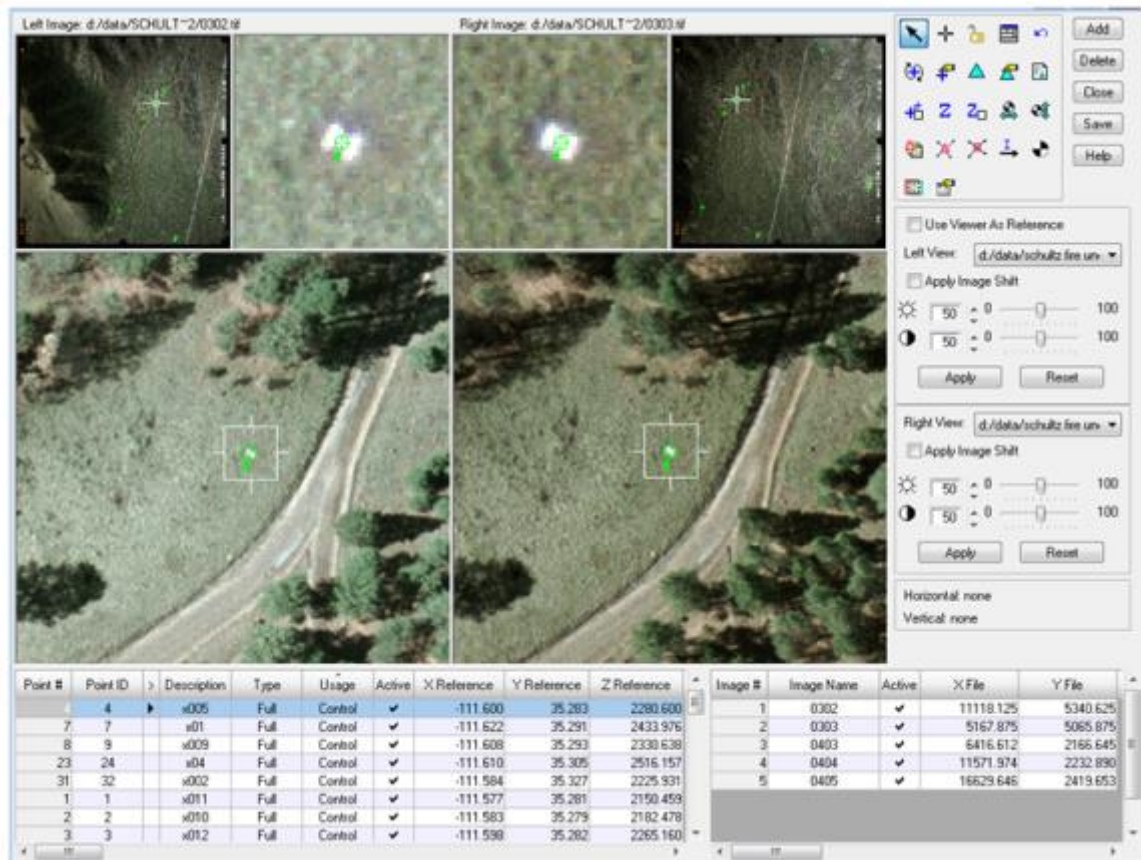 Left Image: d:/data/SCHULT~2/0302.tif
Right Image: d:/data/SCHULT~2/0303.tif
Add
Delete
Close
Save
Help
Use Viewer As Reference
Left View: d:/data/schultz fire un
Apply Image Shift
50 0 100
50 0 100
Apply Reset
Right View: d:/data/schultz fire un
Apply Image Shift
50 0 100
50 0 100
Apply Reset
Horizontal: none
Vertical: none
Point # Point ID > Description Type Usage Active X Reference Y Reference Z Reference
4 4 x005 Full Control -111.600 35.283 2280.600
7 7 x01 Full Control -111.622 35.291 2433.976
8 9 x009 Full Control -111.608 35.293 2330.638
23 24 x04 Full Control -111.610 35.305 2516.157
31 32 x002 Full Control -111.584 35.327 2225.931
1 1 x011 Full Control -111.577 35.281 2150.459
2 2 x010 Full Control -111.583 35.279 2182.478
3 3 x012 Full Control -111.598 35.282 2265.160
Image # Image Name Active X File Y File
1 0302 11118.125 5340.625
2 0303 5167.875 5065.875
3 0403 6416.612 2166.645
4 0404 11571.974 2232.890
5 0405 16629.646 2419.653